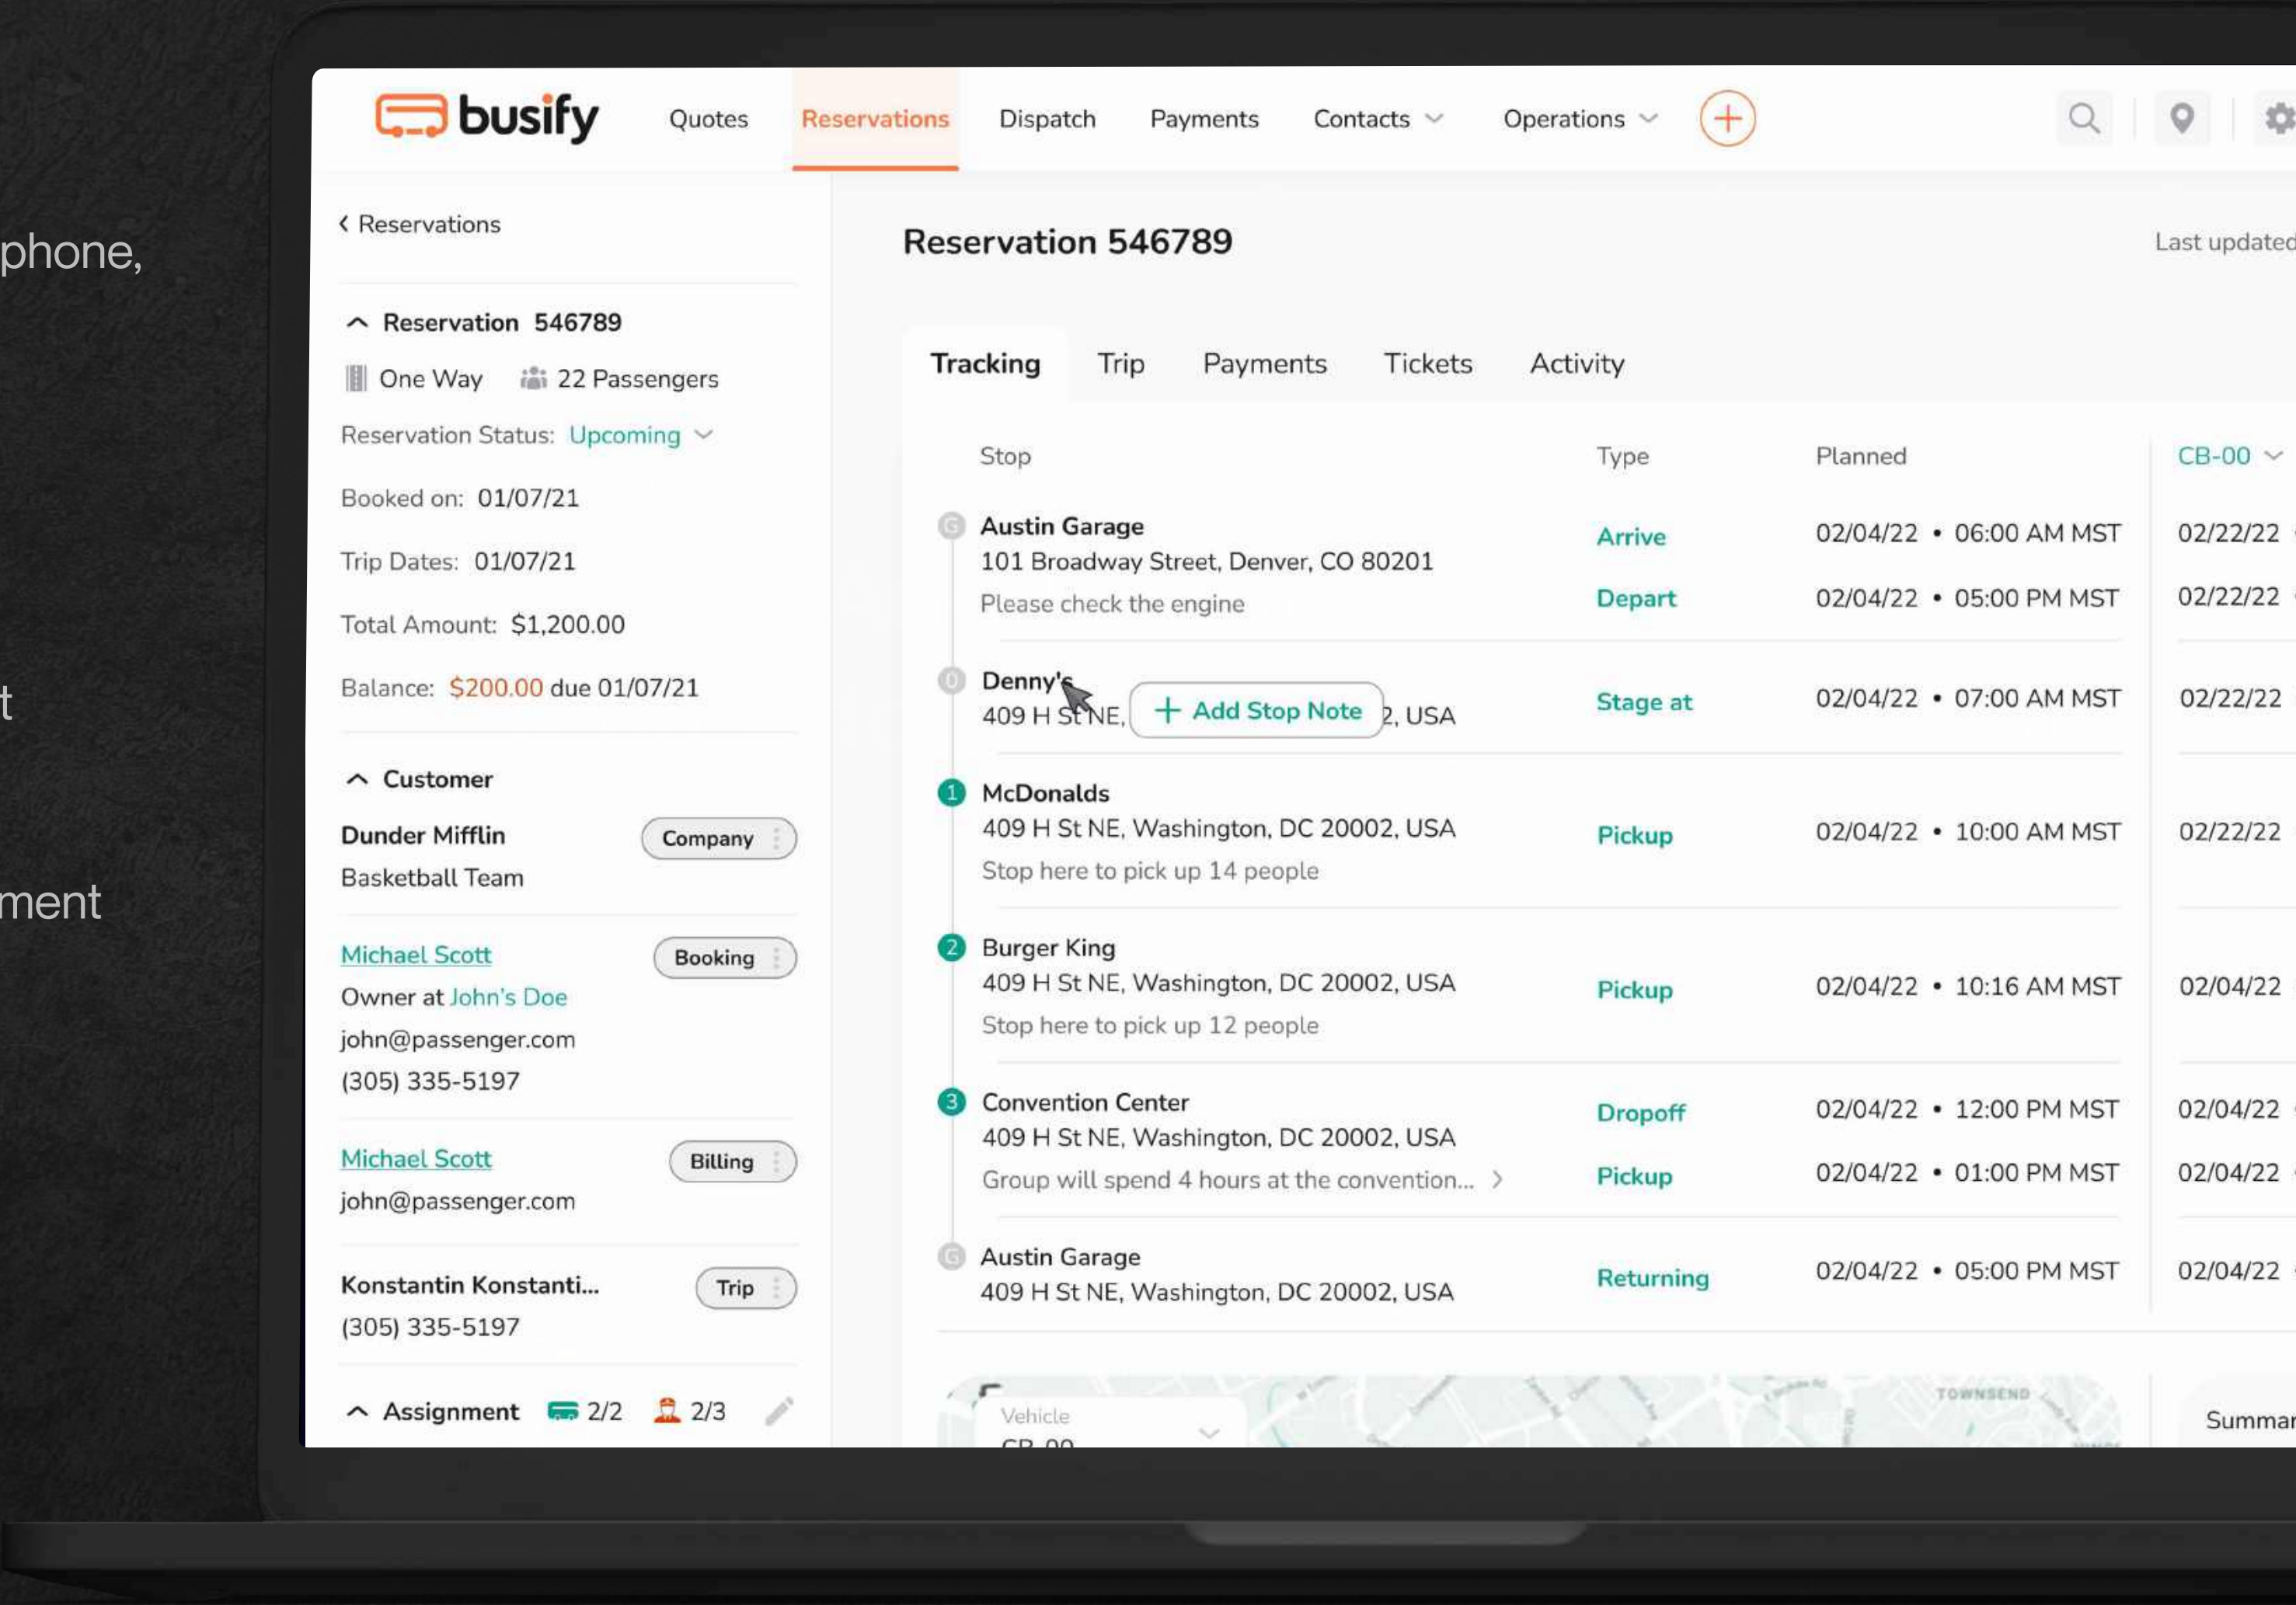 phone,
t
ment
busify
Quotes Reservations Dispatch Payments Contacts Operations
< Reservations
Reservation 546789
One Way 22 Passengers
Reservation Status: Upcoming
Booked on: 01/07/21
Trip Dates: 01/07/21
Total Amount: $1,200.00
Balance: $200.00 due 01/07/21
Customer
Dunder Mifflin Company
Basketball Team
Michael Scott Booking
Owner at John's Doe
john@passenger.com
(305) 335-5197
Michael Scott Billing
john@passenger.com
Konstantin Konstanti... Trip
(305) 335-5197
Assignment 2/2 2/3
Reservation 546789 Last updated
Tracking Trip Payments Tickets Activity
Stop Type Planned CB-00
G Austin Garage
101 Broadway Street, Denver, CO 80201
Please check the engine
Arrive 02/04/22 • 06:00 AM MST 02/22/22
Depart 02/04/22 • 05:00 PM MST 02/22/22
0 Denny's
409 H St NE, + Add Stop Note 2, USA
Stage at 02/04/22 • 07:00 AM MST 02/22/22
1 McDonalds
409 H St NE, Washington, DC 20002, USA
Stop here to pick up 14 people
Pickup 02/04/22 • 10:00 AM MST 02/22/22
2 Burger King
409 H St NE, Washington, DC 20002, USA
Stop here to pick up 12 people
Pickup 02/04/22 • 10:16 AM MST 02/04/22
3 Convention Center
409 H St NE, Washington, DC 20002, USA
Group will spend 4 hours at the convention... >
Dropoff 02/04/22 • 12:00 PM MST 02/04/22
Pickup 02/04/22 • 01:00 PM MST 02/04/22
G Austin Garage
409 H St NE, Washington, DC 20002, USA
Returning 02/04/22 • 05:00 PM MST 02/04/22
Vehicle
CB-00
TOWNSEND
Summar